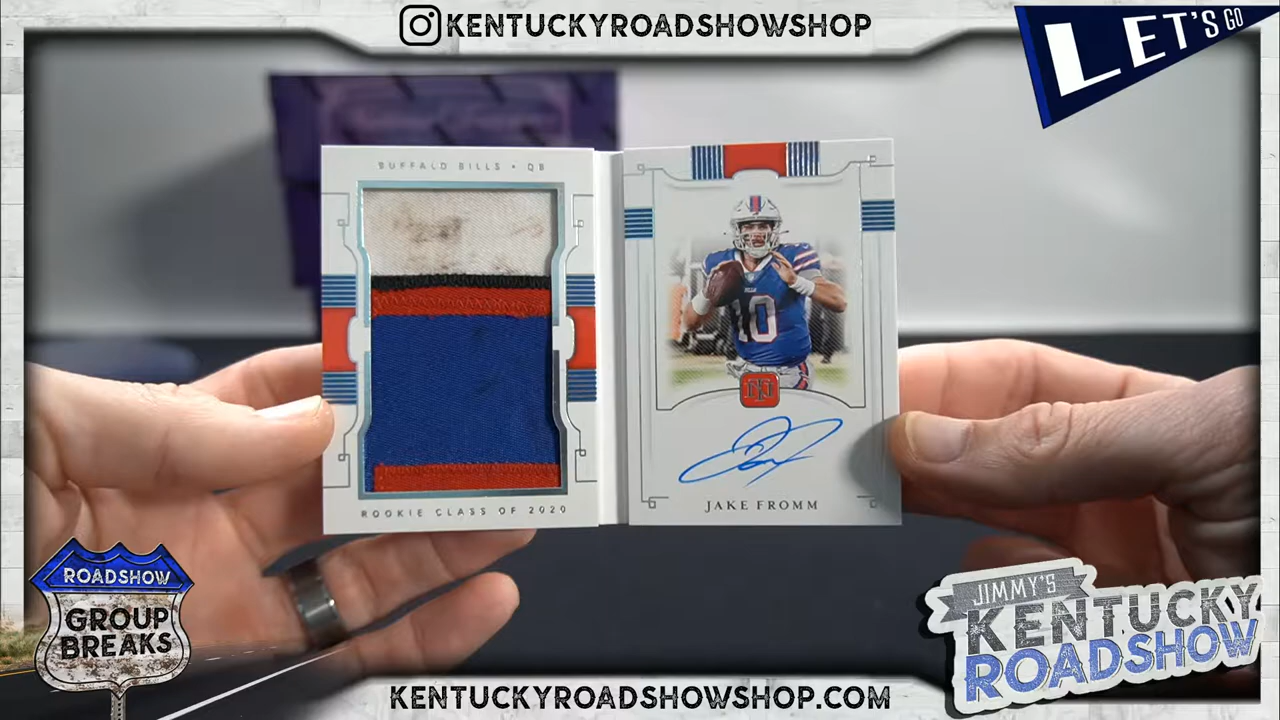 KENTUCKYROADSHOWSHOP
LET'S GO
BUFFALO BILLS • QB
10
ROOKIE CLASS OF 2020
JAKE FROMM
ROADSHOW
GROUP
BREAKS
JIMMY'S
KENTUCKY
ROADSHOW
KENTUCKYROADSHOWSHOP.COM